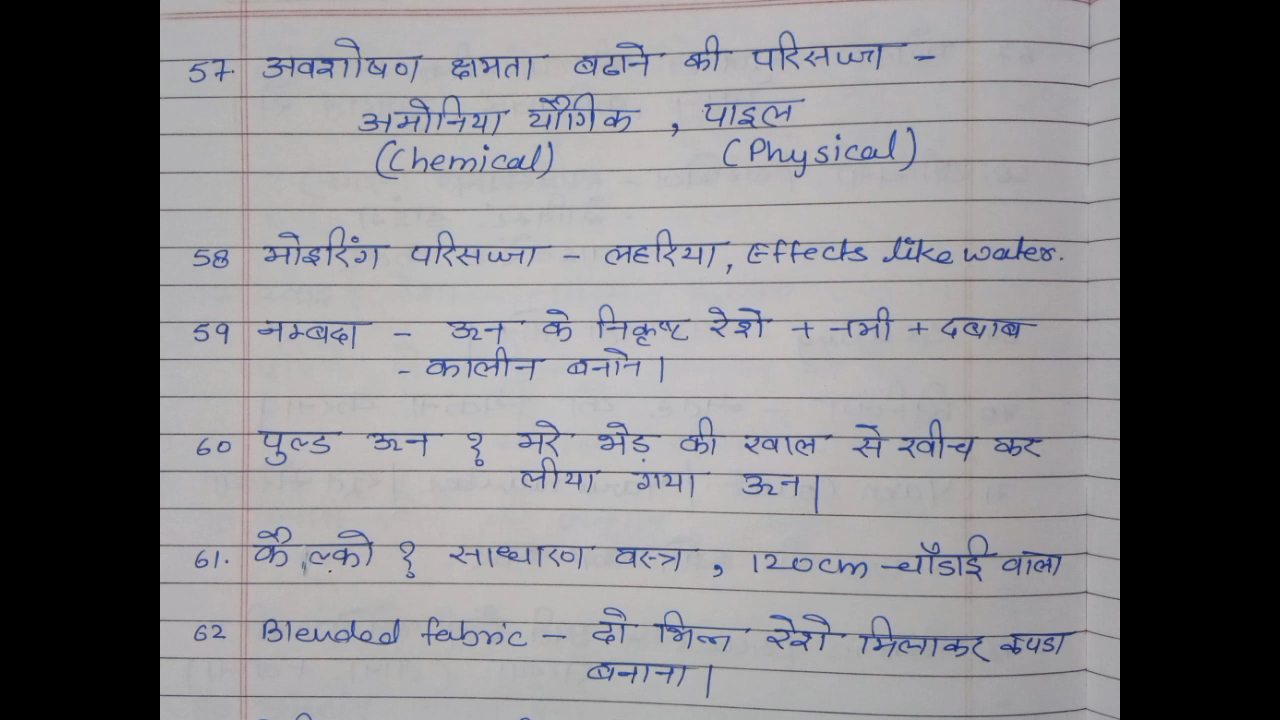 57. अवशोषण क्षमता बढाने की परिसज्जा -
अमोनिया यौगिक , पाइल
(Chemical) (Physical)
58 मोइरिंग परिसज्जा - लहरिया, Effects like water.
59 नम्बदा - ऊन के निकृष्ट रेशे + नमी + दबाब
- कालीन बनाने।
60 पुल्ड ऊन ? मरे भेड़ की खाल से खीच कर
लीया गया ऊन।
61. कैल्को ? साधारण वस्त्र, 120cm चौडाई वाला
62 Blended fabric - दो भिन्न रेशे मिलाकर कपडा
बनाना।